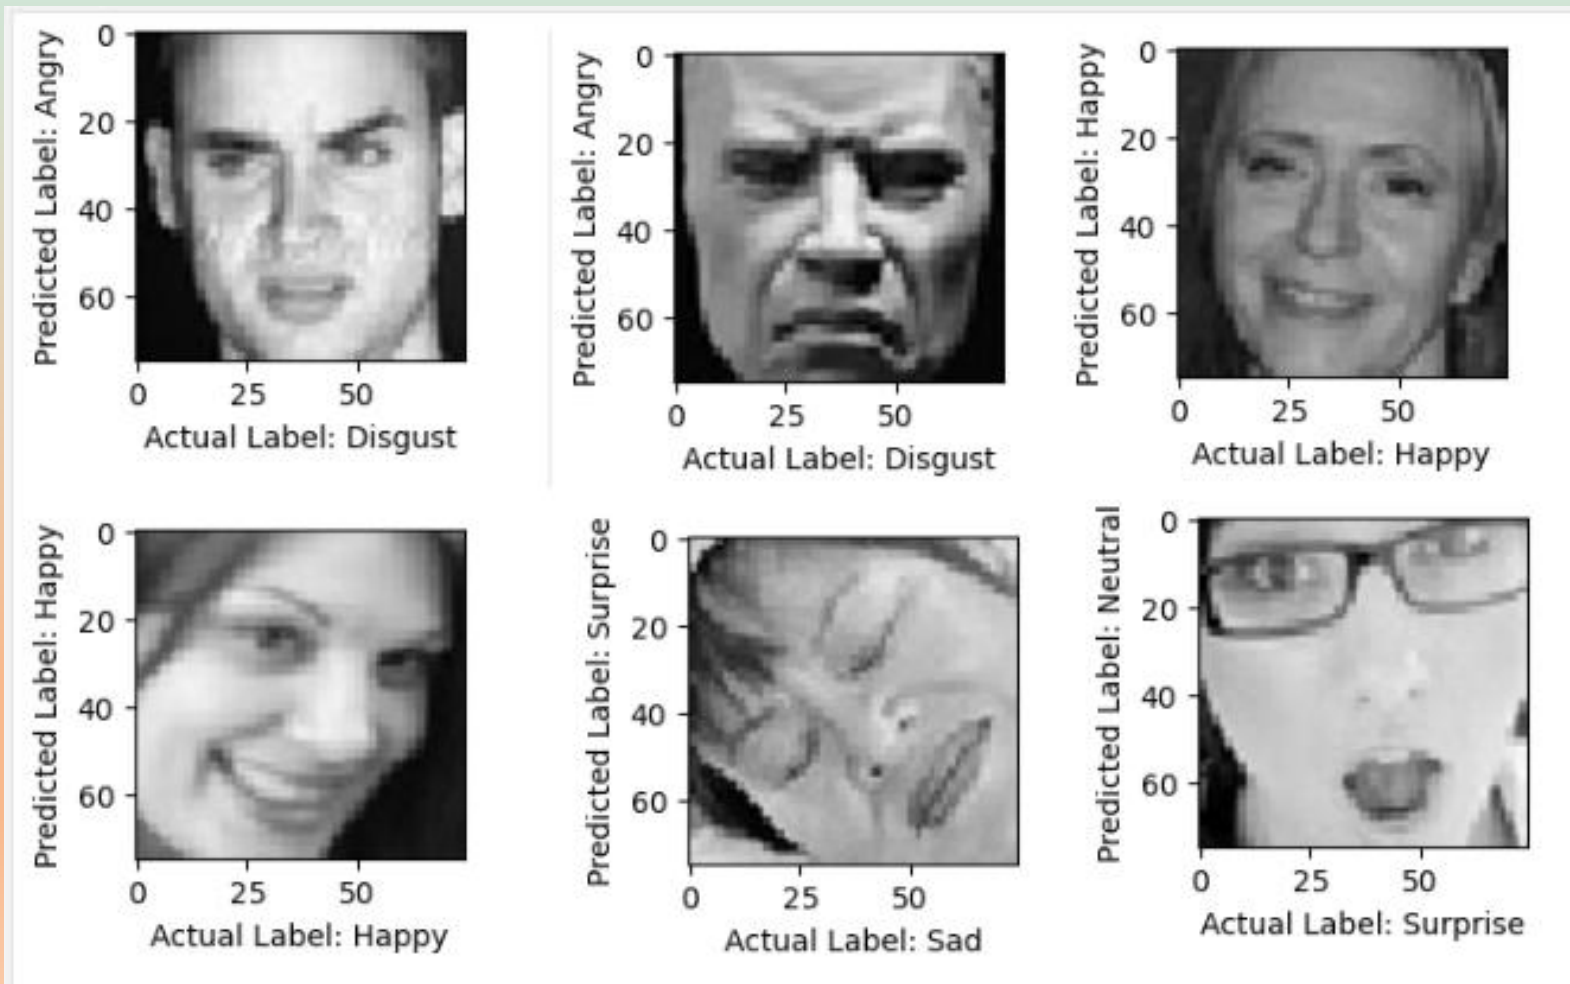 Predicted Label: Angry
0
20
40
60
0 25 50
Actual Label: Disgust
Predicted Label: Angry
0
20
40
60
0 25 50
Actual Label: Disgust
Predicted Label: Happy
0
20
40
60
0 25 50
Actual Label: Happy
Predicted Label: Happy
0
20
40
60
0 25 50
Actual Label: Happy
Predicted Label: Surprise
0
20
40
60
0 25 50
Actual Label: Sad
Predicted Label: Neutral
0
20
40
60
0 25 50
Actual Label: Surprise